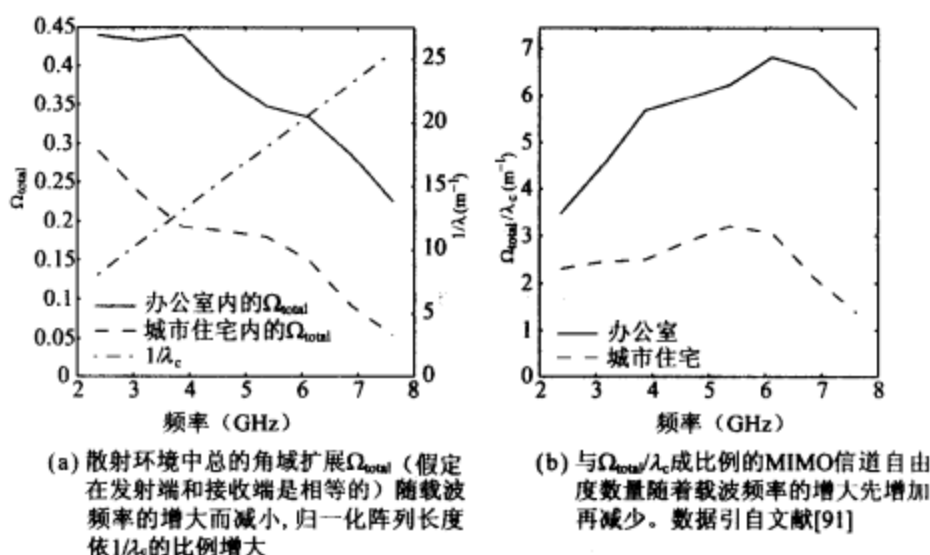 0.45
0.4
0.35
0.3
0.25
0.2
0.15
0.1
0.05
0
Ω_total
25
20
15
10
5
0
1/λ(m⁻¹)
办公室内的Ω_total
城市住宅内的Ω_total
1/λ_c
2 3 4 5 6 7 8
频率（GHz）
(a) 散射环境中总的角域扩展Ω_total（假定
在发射端和接收端是相等的）随载波
频率的增大而减小,归一化阵列长度
依1/λ_c的比例增大
7
6
5
4
3
2
1
0
Ω_total/λ_c(m⁻¹)
办公室
城市住宅
2 3 4 5 6 7 8
频率（GHz）
(b) 与Ω_total/λ_c成比例的MIMO信道自由
度数量随着载波频率的增大先增加
再减少。数据引自文献[91]